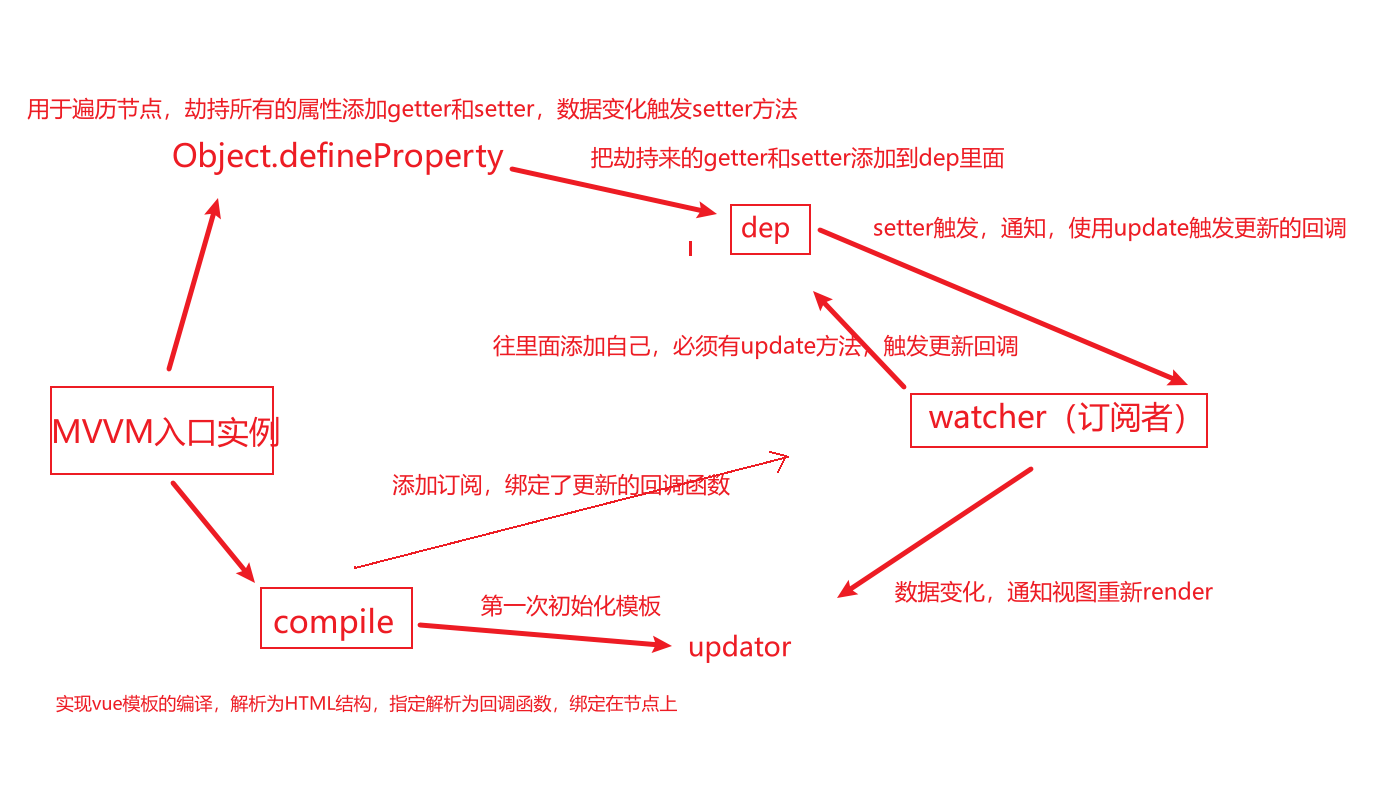 用于遍历节点，劫持所有的属性添加getter和setter，数据变化触发setter方法
Object.defineProperty
把劫持来的getter和setter添加到dep里面
dep
setter触发，通知，使用update触发更新的回调
往里面添加自己，必须有update方法，触发更新回调
MVVM入口实例
watcher（订阅者）
添加订阅，绑定了更新的回调函数
compile
第一次初始化模板
数据变化，通知视图重新render
updator
实现vue模板的编译，解析为HTML结构，指定解析为回调函数，绑定在节点上